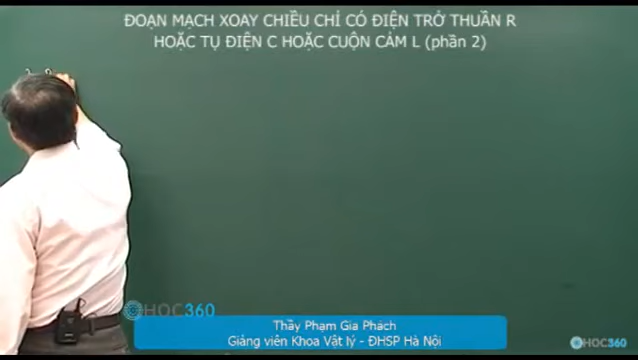 ĐOẠN MẠCH XOAY CHIỀU CHỈ CÓ ĐIỆN TRỞ THUẦN R
HOẶC TỤ ĐIỆN C HOẶC CUỘN CẢM L (phần 2)
HOC360
Thầy Phạm Gia Phách
Giảng viên Khoa Vật lý - ĐHSP Hà Nội
HOC360